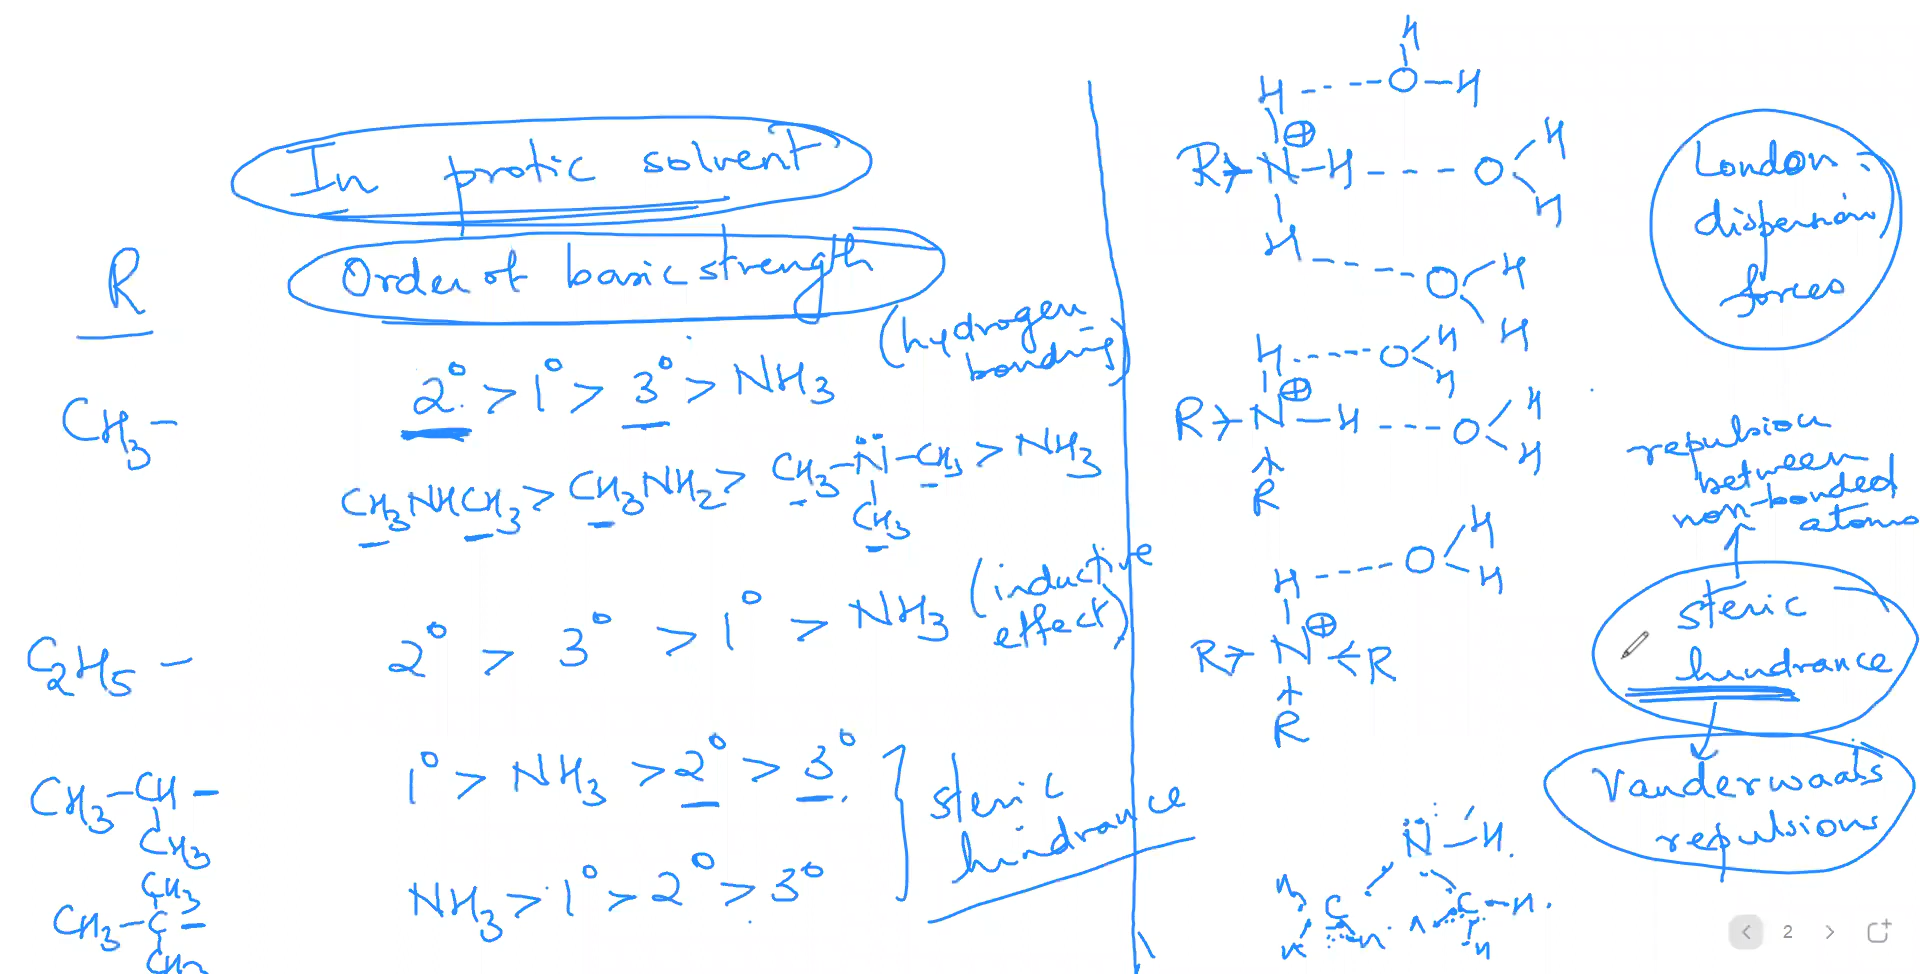 In protic solvent
Order of basic strength
R
(hydrogen
bonding)
CH3–
2° > 1° > 3° > NH3
CH3NHCH3 > CH3NH2 > CH3–N̈–CH3 > NH3
CH3
(inductive
effect)
C2H5 –
2° > 3° > 1° > NH3
CH3–CH–
CH3
1° > NH3 > 2° > 3°
steric
hindrance
CH3
CH3–C–
NH3 > 1° > 2° > 3°
H
H ---- O–H
⊕
R→N–H ---- O H
H
H ---- O H
H
H ---- O H
H
⊕
R→N–H ---- O H
H
R
H ---- O H
H
⊕
R→N←R
R
London
dispersion
forces
repulsion
between
non-bonded
atoms
steric
hindrance
Vanderwaals
repulsions
N̈–H
C
C–H
2